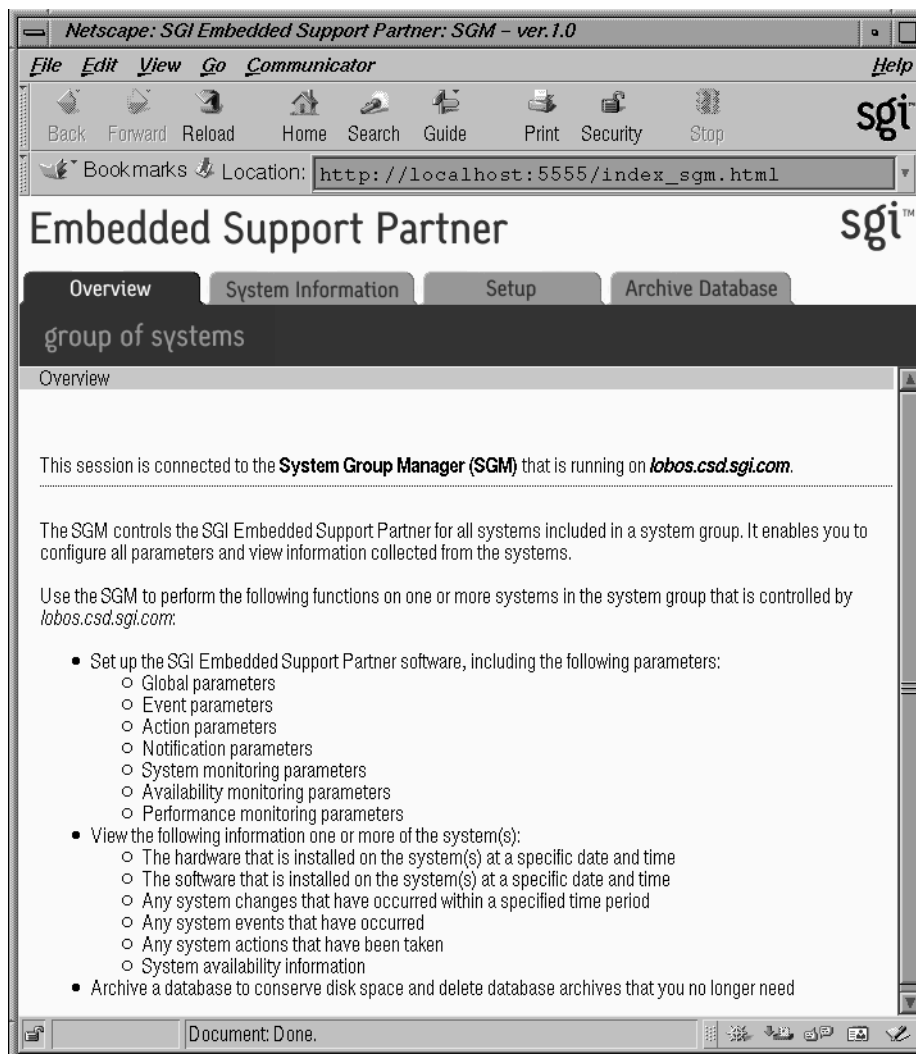 Netscape: SGI Embedded Support Partner: SGM – ver.1.0
File Edit View Go Communicator Help
Back Forward Reload Home Search Guide Print Security Stop
sgi
Bookmarks Location: http://localhost:5555/index_sgm.html
Embedded Support Partner
sgi™
Overview System Information Setup Archive Database
group of systems
Overview
This session is connected to the System Group Manager (SGM) that is running on lobos.csd.sgi.com.
The SGM controls the SGI Embedded Support Partner for all systems included in a system group. It enables you to
configure all parameters and view information collected from the systems.
Use the SGM to perform the following functions on one or more systems in the system group that is controlled by
lobos.csd.sgi.com:
Set up the SGI Embedded Support Partner software, including the following parameters:
Global parameters
Event parameters
Action parameters
Notification parameters
System monitoring parameters
Availability monitoring parameters
Performance monitoring parameters
View the following information one or more of the system(s):
The hardware that is installed on the system(s) at a specific date and time
The software that is installed on the system(s) at a specific date and time
Any system changes that have occurred within a specified time period
Any system events that have occurred
Any system actions that have been taken
System availability information
Archive a database to conserve disk space and delete database archives that you no longer need
Document: Done.